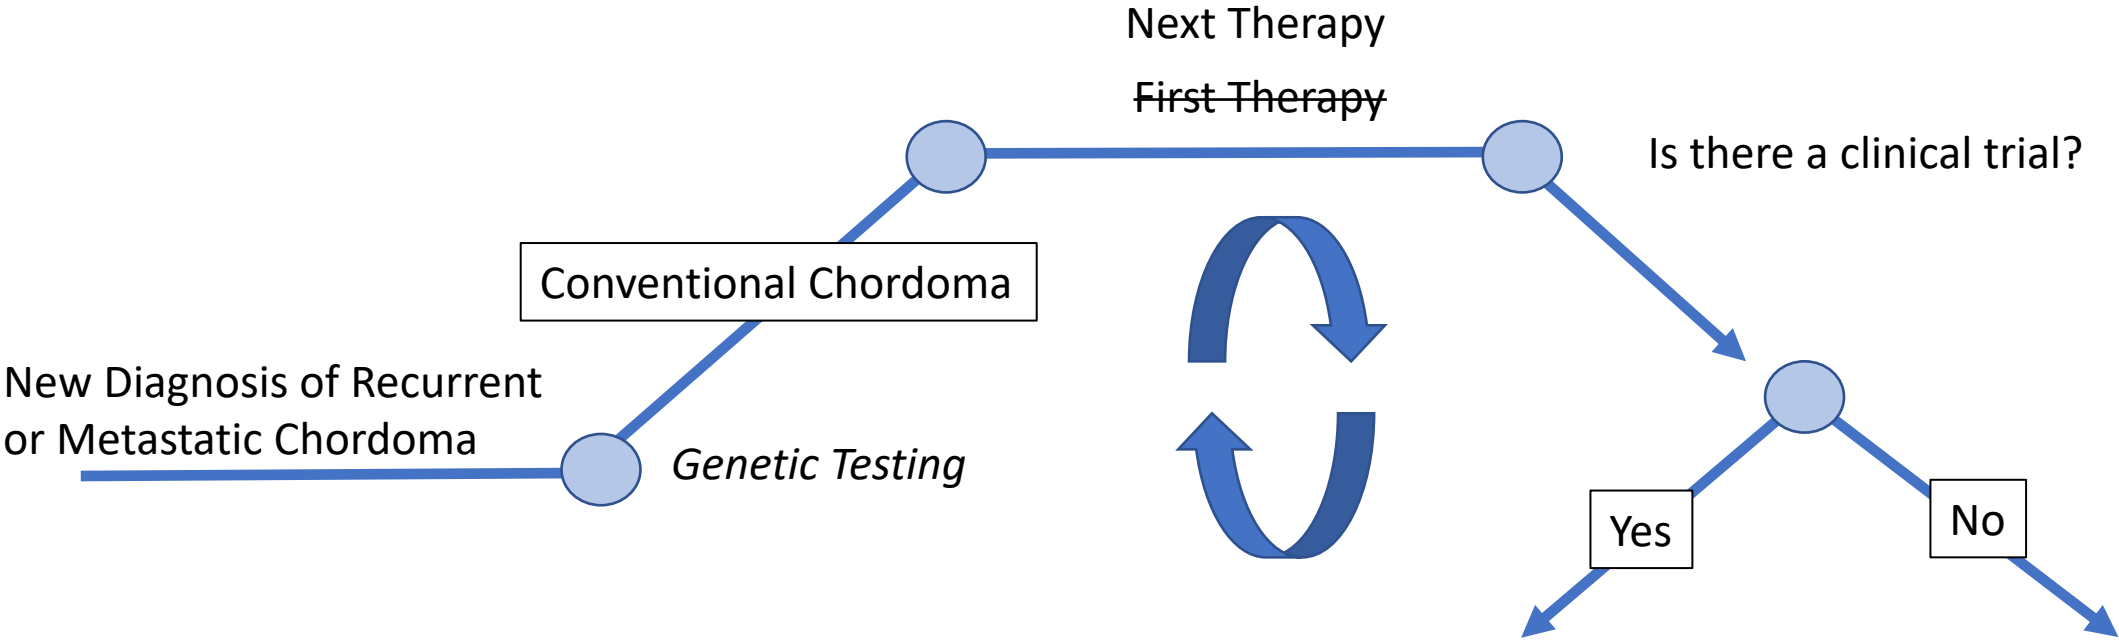 Next Therapy
First Therapy
Is there a clinical trial?
Conventional Chordoma
New Diagnosis of Recurrent
or Metastatic Chordoma
Genetic Testing
Yes
No